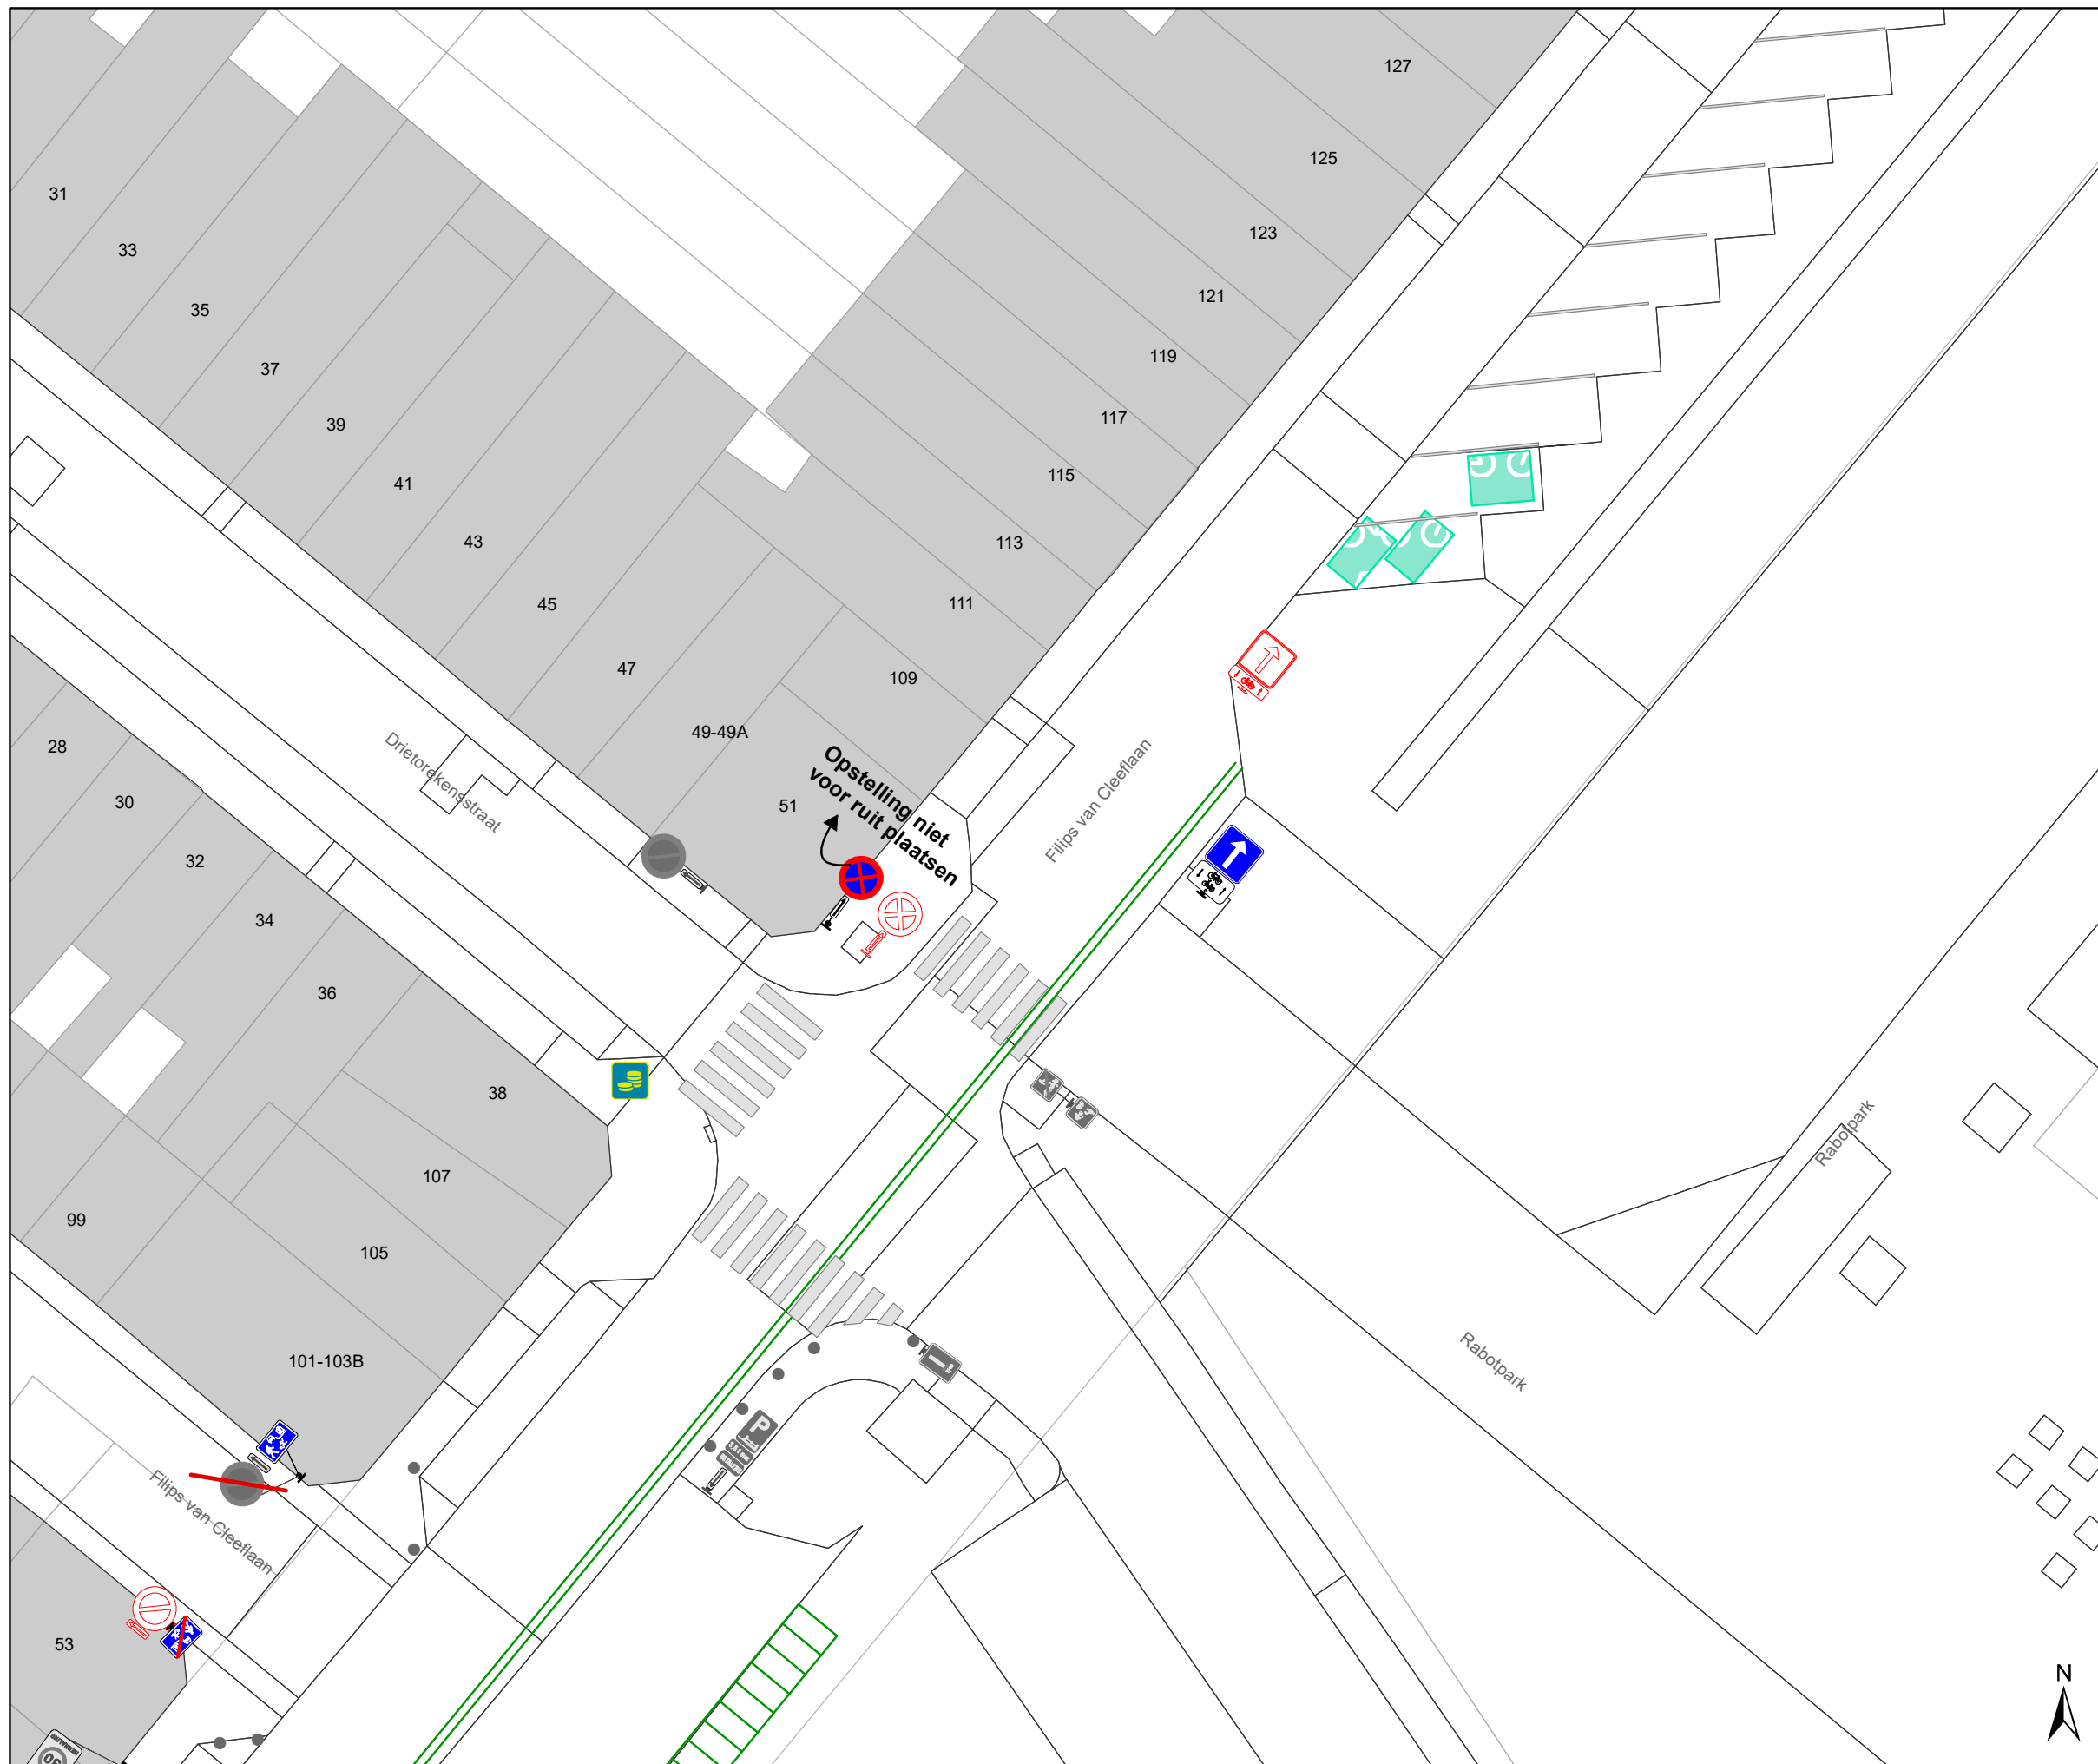 127
125
31
123
33
121
35
119
37
117
39
115
41
113
43
111
45
109
47
49-49A
28
Drietorekensstraat
Opstelling niet
voor ruit plaatsen
Filips van Cleeflaan
51
30
32
34
36
38
107
99
105
101-103B
Rabotpark
Rabotpark
P
Filips van Cleeflaan
53
N
30